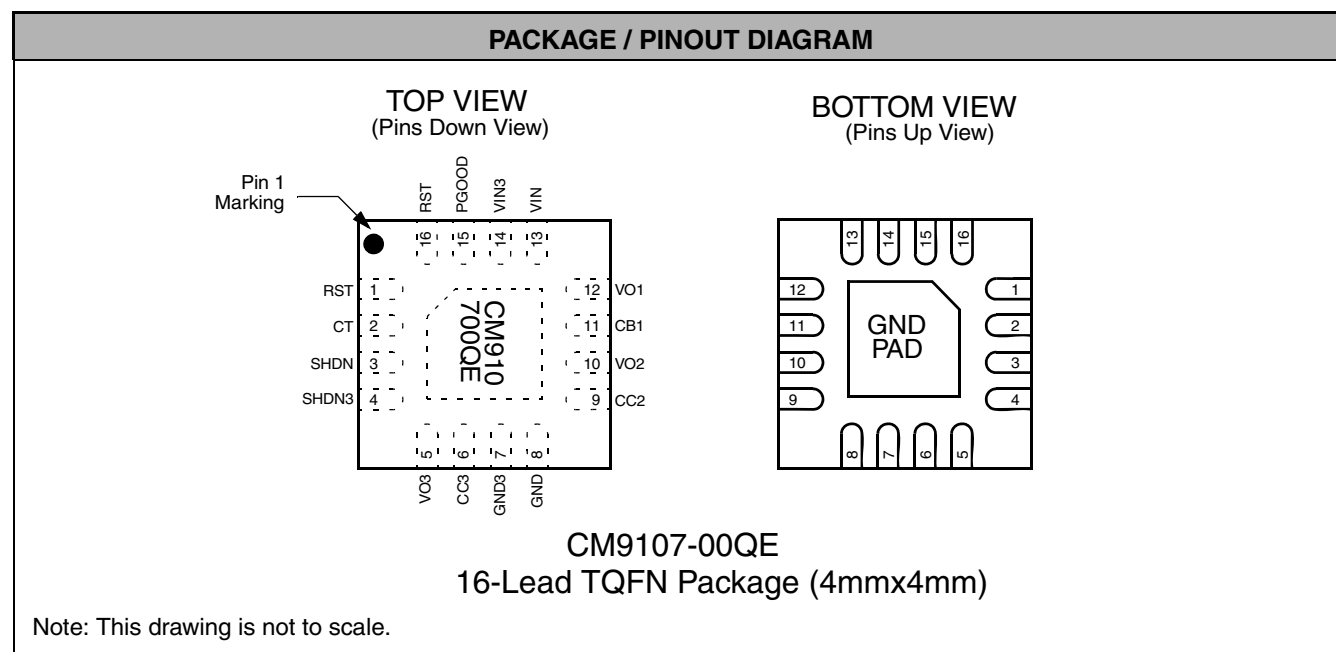 PACKAGE / PINOUT DIAGRAM
TOP VIEW
(Pins Down View)
BOTTOM VIEW
(Pins Up View)
Pin 1
Marking
RST
PGOOD
VIN3
VIN
16
15
14
13
RST 1
CT 2
SHDN 3
SHDN3 4
CM910
700QE
12 VO1
11 CB1
10 VO2
9 CC2
5
6
7
8
VO3
CC3
GND3
GND
13
14
15
16
12
11
10
9
GND
PAD
1
2
3
4
8
7
6
5
CM9107-00QE
16-Lead TQFN Package (4mmx4mm)
Note: This drawing is not to scale.